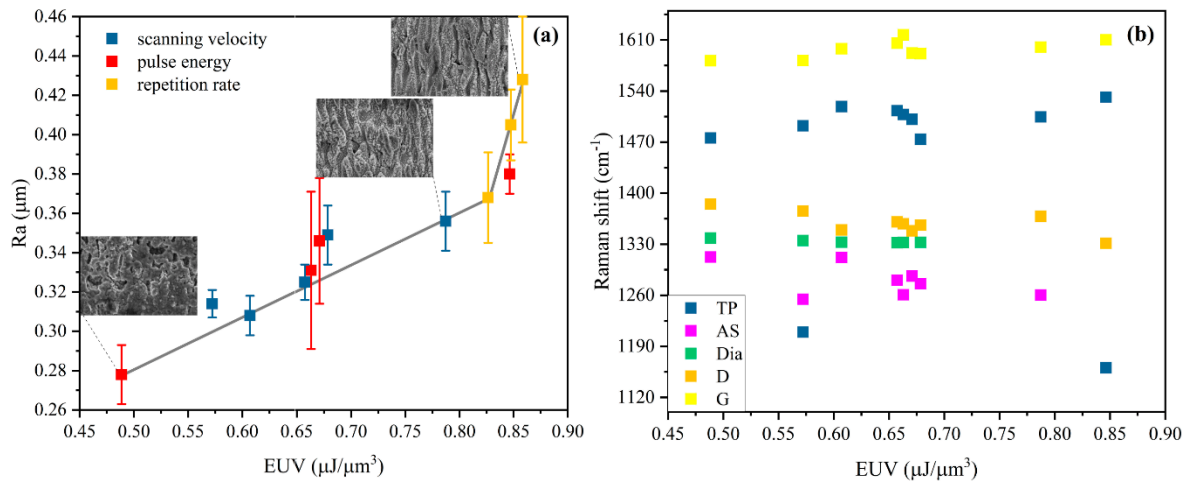 0.46
0.44
0.42
0.40
0.38
0.36
0.34
0.32
0.30
0.28
0.26
Ra (μm)
scanning velocity
pulse energy
repetition rate
(a)
0.45 0.50 0.55 0.60 0.65 0.70 0.75 0.80 0.85 0.90
EUV (μJ/μm³)
(b)
1610
1540
1470
1400
1330
1260
1190
1120
Raman shift (cm⁻¹)
TP
AS
Dia
D
G
0.45 0.50 0.55 0.60 0.65 0.70 0.75 0.80 0.85 0.90
EUV (μJ/μm³)